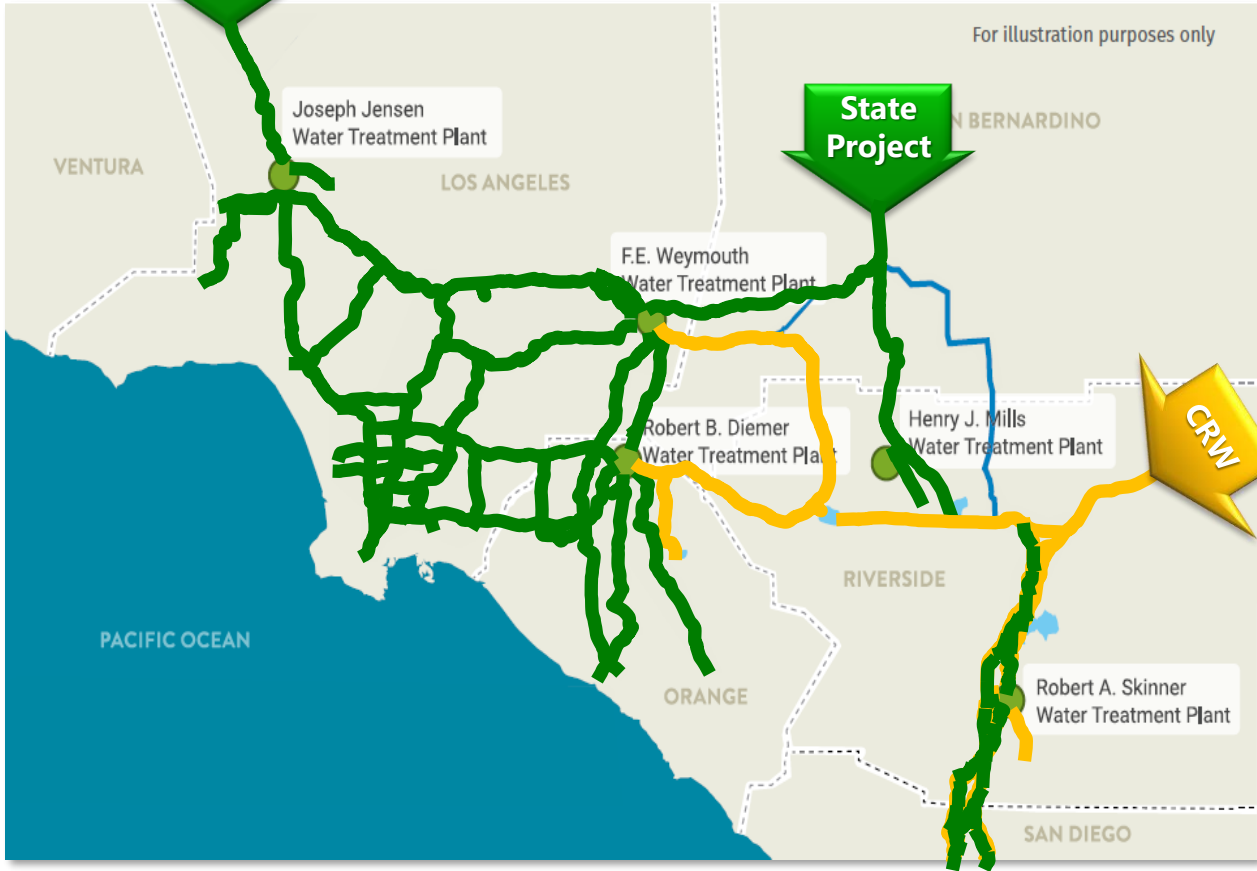 For illustration purposes only
Joseph Jensen
Water Treatment Plant
State
Project
BERNARDINO
VENTURA
LOS ANGELES
F.E. Weymouth
Water Treatment Plant
CRW
Robert B. Diemer
Water Treatment Plant
Henry J. Mills
Water Treatment Plant
RIVERSIDE
PACIFIC OCEAN
ORANGE
Robert A. Skinner
Water Treatment Plant
SAN DIEGO